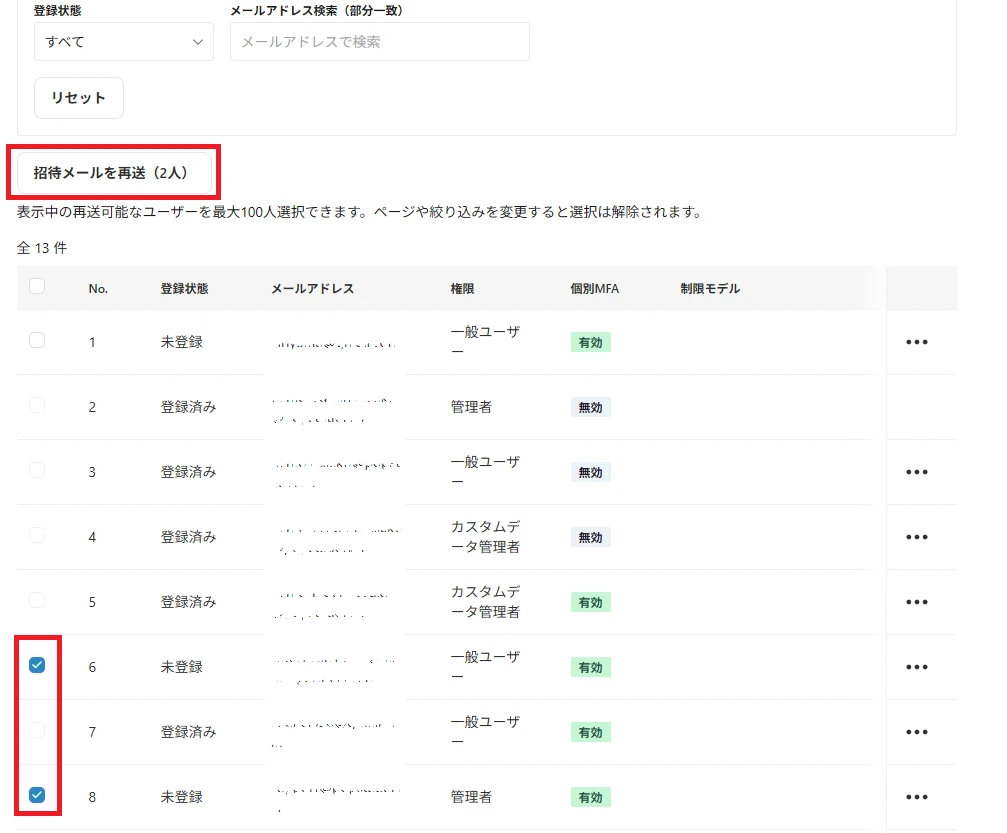 登録状態 メールアドレス検索（部分一致）
すべて メールアドレスで検索
リセット
招待メールを再送（2人）
表示中の再送可能なユーザーを最大100人選択できます。ページや絞り込みを変更すると選択は解除されます。
全 13 件
No. 登録状態 メールアドレス 権限 個別MFA 制限モデル
1 未登録 一般ユーザー 有効
2 登録済み 管理者 無効
3 登録済み 一般ユーザー 無効
4 登録済み カスタムデータ管理者 無効
5 登録済み カスタムデータ管理者 有効
6 未登録 一般ユーザー 有効
7 登録済み 一般ユーザー 有効
8 未登録 管理者 有効